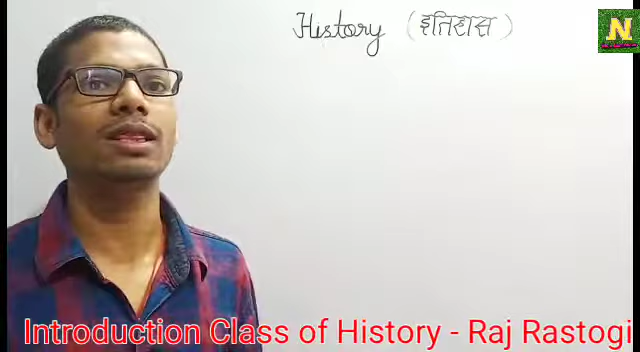 History (इतिहास)
N
Introduction Class of History - Raj Rastogi